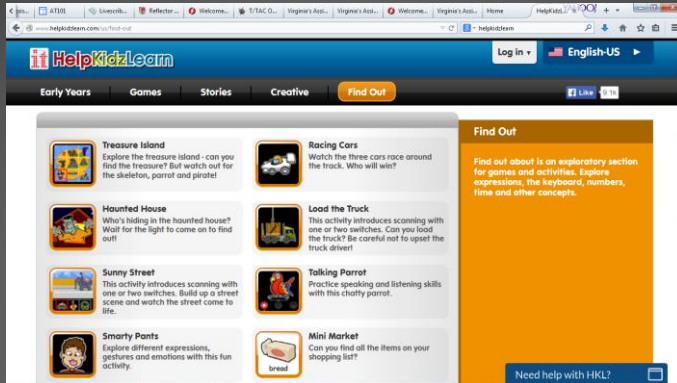 AT101
Livescrib...
Reflector ...
Welcome...
T/TAC O...
Virginia's Assi...
Virginia's Assi...
Welcome...
Virginia's Assi...
Home
HelpKidz
www.helpkidzlearn.com/us/find-out
helpkidzlearn
it HelpKidzLearn
Log in
English-US
Early Years
Games
Stories
Creative
Find Out
Like
9.1k
Treasure Island
Explore the treasure island - can you
find the treasure? But watch out for
the skeleton, parrot and pirate!
Racing Cars
Watch the three cars race around
the track. Who will win?
Haunted House
Who's hiding in the haunted house?
Wait for the light to come on to find
out!
Load the Truck
This activity introduces scanning with
one or two switches. Can you load
the truck? Be careful not to upset the
truck driver!
Sunny Street
This activity introduces scanning with
one or two switches. Build up a street
scene and watch the street come to
life.
Talking Parrot
Practice speaking and listening skills
with this chatty parrot.
Smarty Pants
Explore different expressions,
gestures and emotions with this fun
activity.
Mini Market
Can you find all the items on your
shopping list?
bread
Find Out
Find out about is an exploratory section
for games and activities. Explore
expressions, the keyboard, numbers,
time and other concepts.
Need help with HKL?